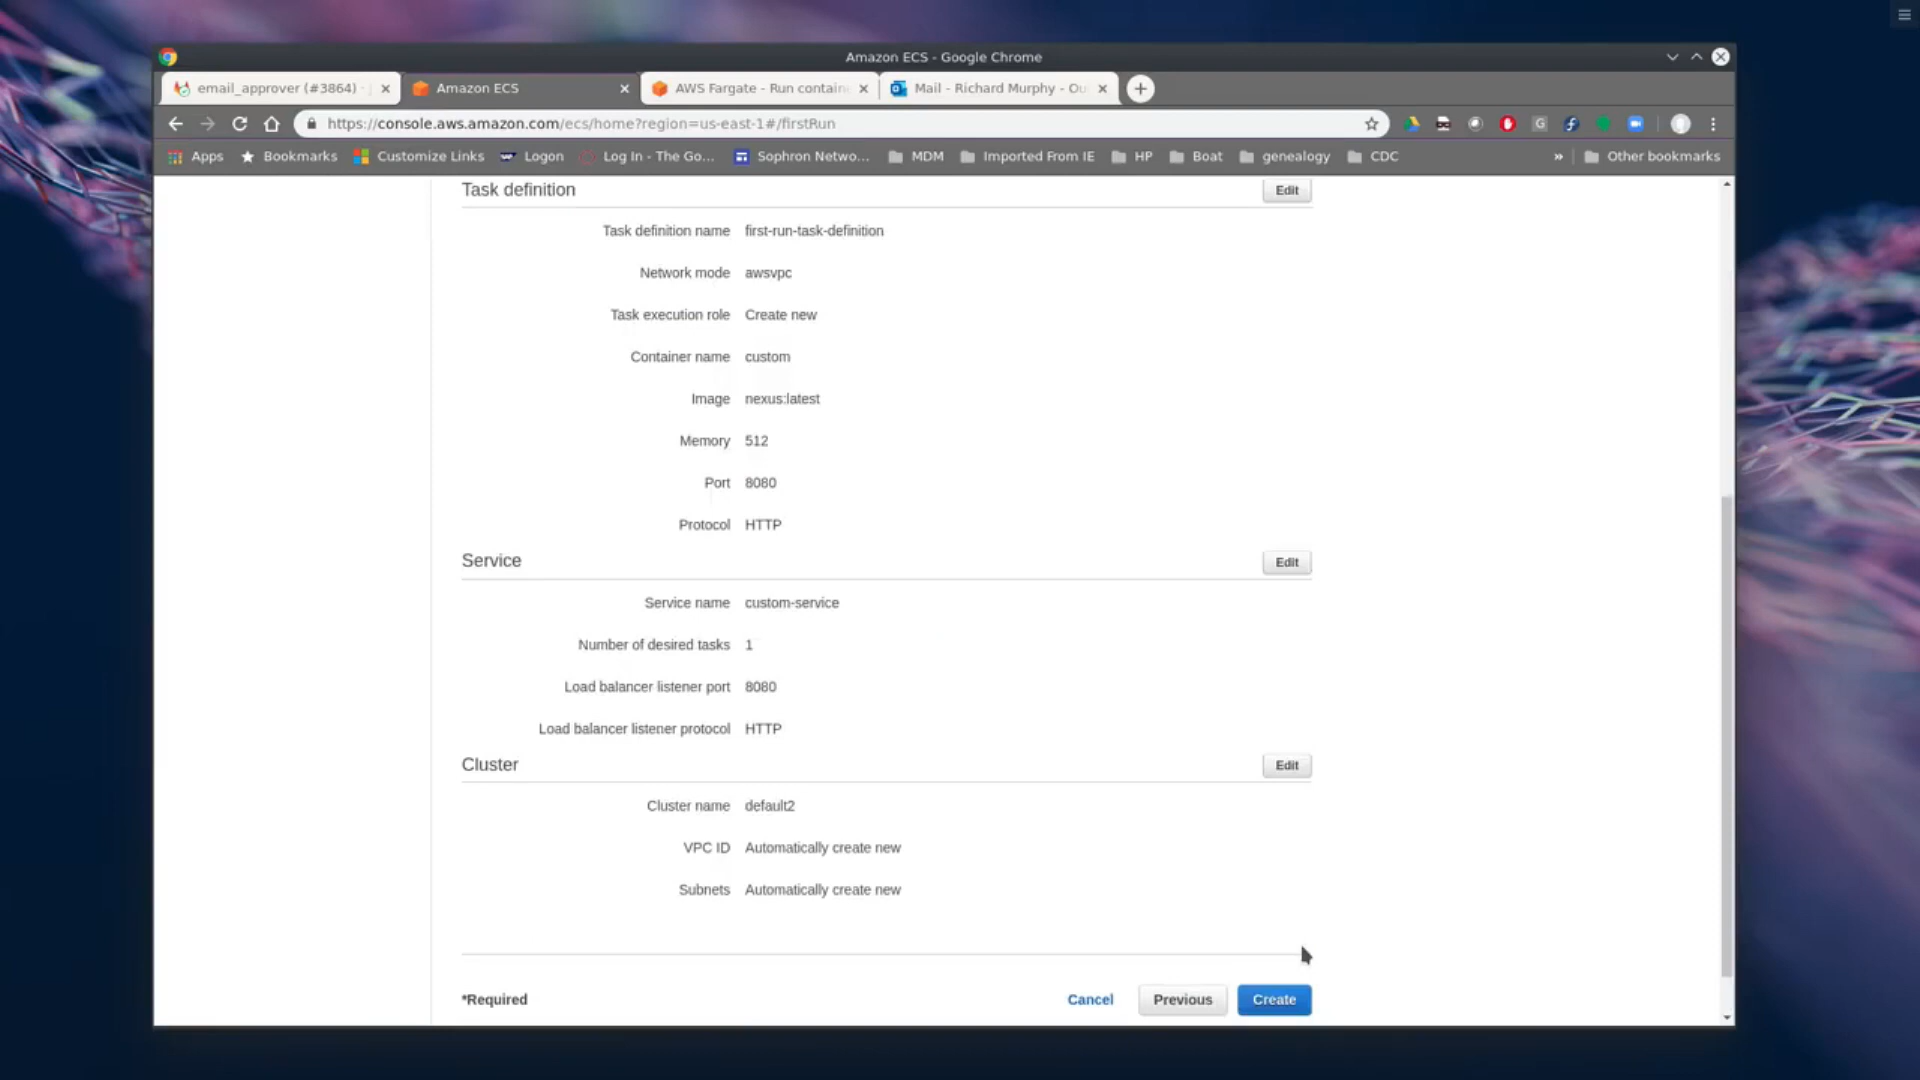 Amazon ECS - Google Chrome
email_approver (#3864)
Amazon ECS
AWS Fargate - Run contain
Mail - Richard Murphy - Ou
https://console.aws.amazon.com/ecs/home?region=us-east-1#/firstRun
Apps Bookmarks Customize Links Logon Log In - The Go... Sophron Netwo... MDM Imported From IE HP Boat genealogy CDC » Other bookmarks
Task definition Edit
Task definition name first-run-task-definition
Network mode awsvpc
Task execution role Create new
Container name custom
Image nexus:latest
Memory 512
Port 8080
Protocol HTTP
Service Edit
Service name custom-service
Number of desired tasks 1
Load balancer listener port 8080
Load balancer listener protocol HTTP
Cluster Edit
Cluster name default2
VPC ID Automatically create new
Subnets Automatically create new
*Required Cancel Previous Create